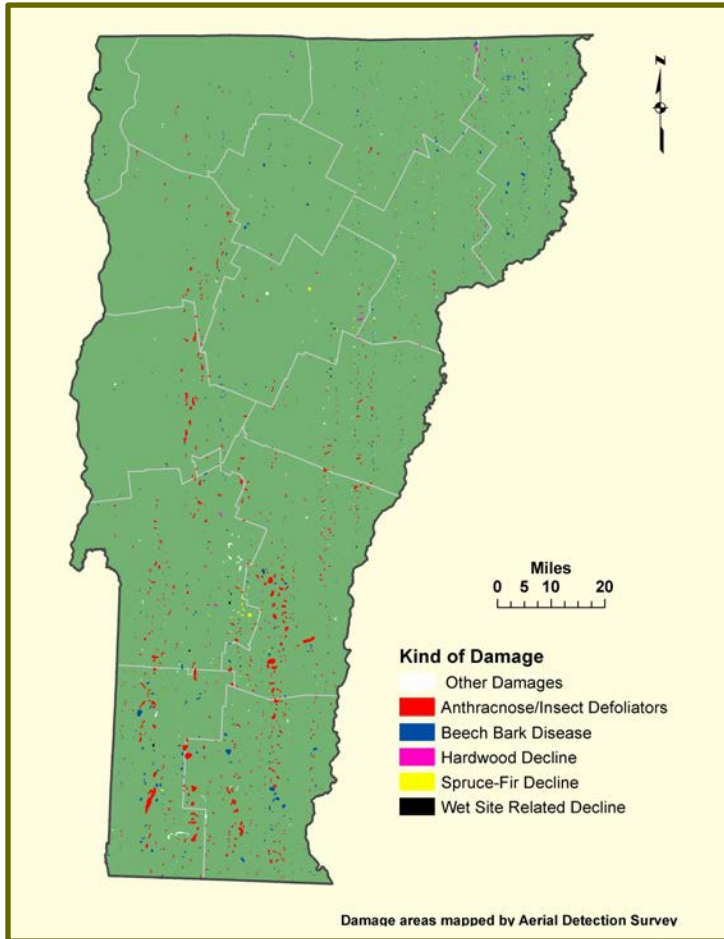 N
Miles
0 5 10 20
Kind of Damage
Other Damages
Anthracnose/Insect Defoliators
Beech Bark Disease
Hardwood Decline
Spruce-Fir Decline
Wet Site Related Decline
Damage areas mapped by Aerial Detection Survey